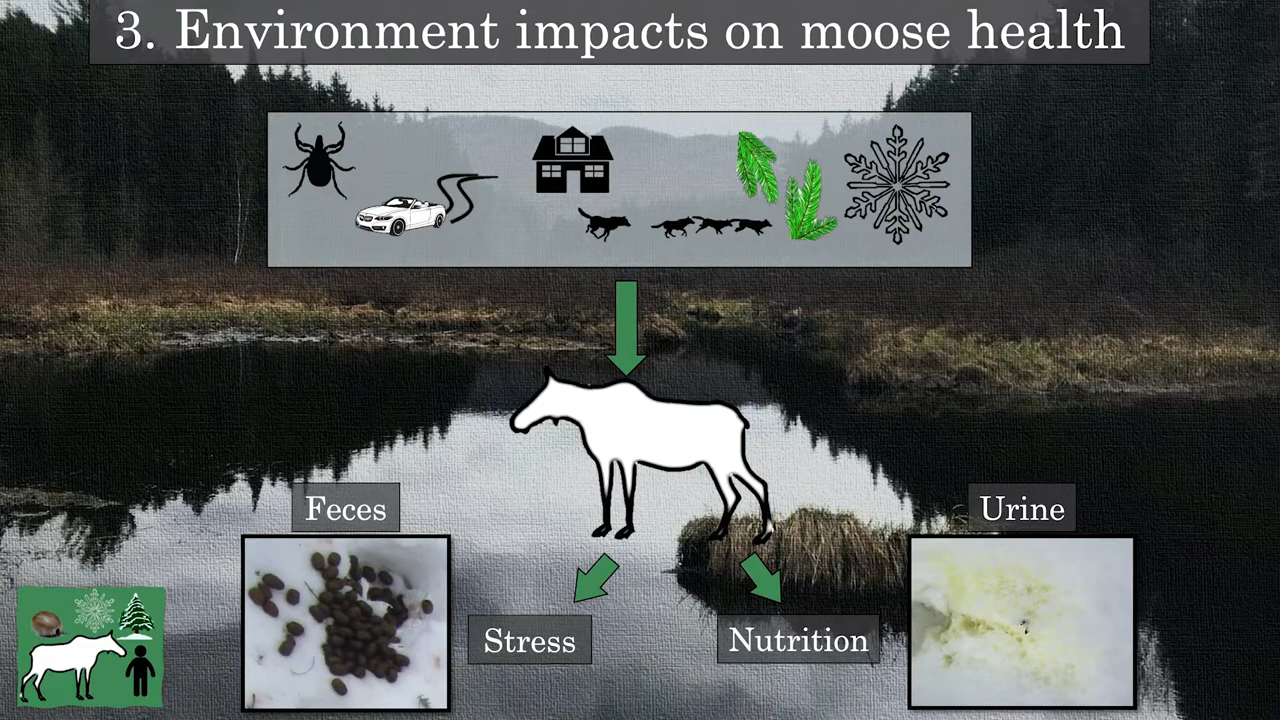 3. Environment impacts on moose health
Feces
Urine
Stress
Nutrition